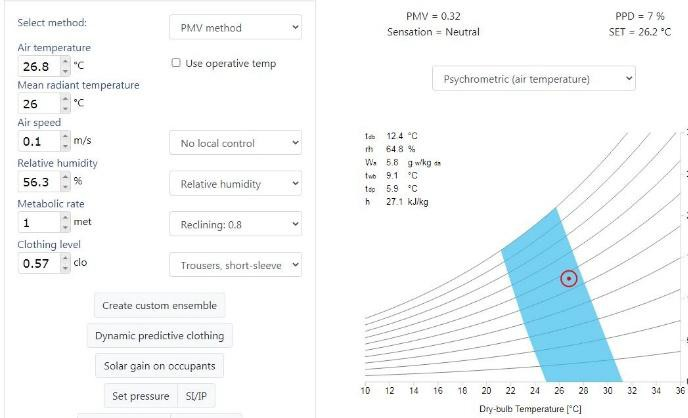 Select method:
PMV method
Air temperature
26.8 °C
Use operative temp
Mean radiant temperature
26 °C
Air speed
0.1 m/s
No local control
Relative humidity
56.3 %
Relative humidity
Metabolic rate
1 met
Reclining: 0.8
Clothing level
0.57 clo
Trousers, short-sleeve
Create custom ensemble
Dynamic predictive clothing
Solar gain on occupants
Set pressure SI/IP
PMV = 0.32 PPD = 7 %
Sensation = Neutral SET = 26.2 °C
Psychrometric (air temperature)
tdb 12.4 °C
rh 64.8 %
Wa 5.8 g w/kg da
twb 9.1 °C
tdp 5.9 °C
h 27.1 kJ/kg
10 12 14 16 18 20 22 24 26 28 30 32 34 36
Dry-bulb Temperature [°C]